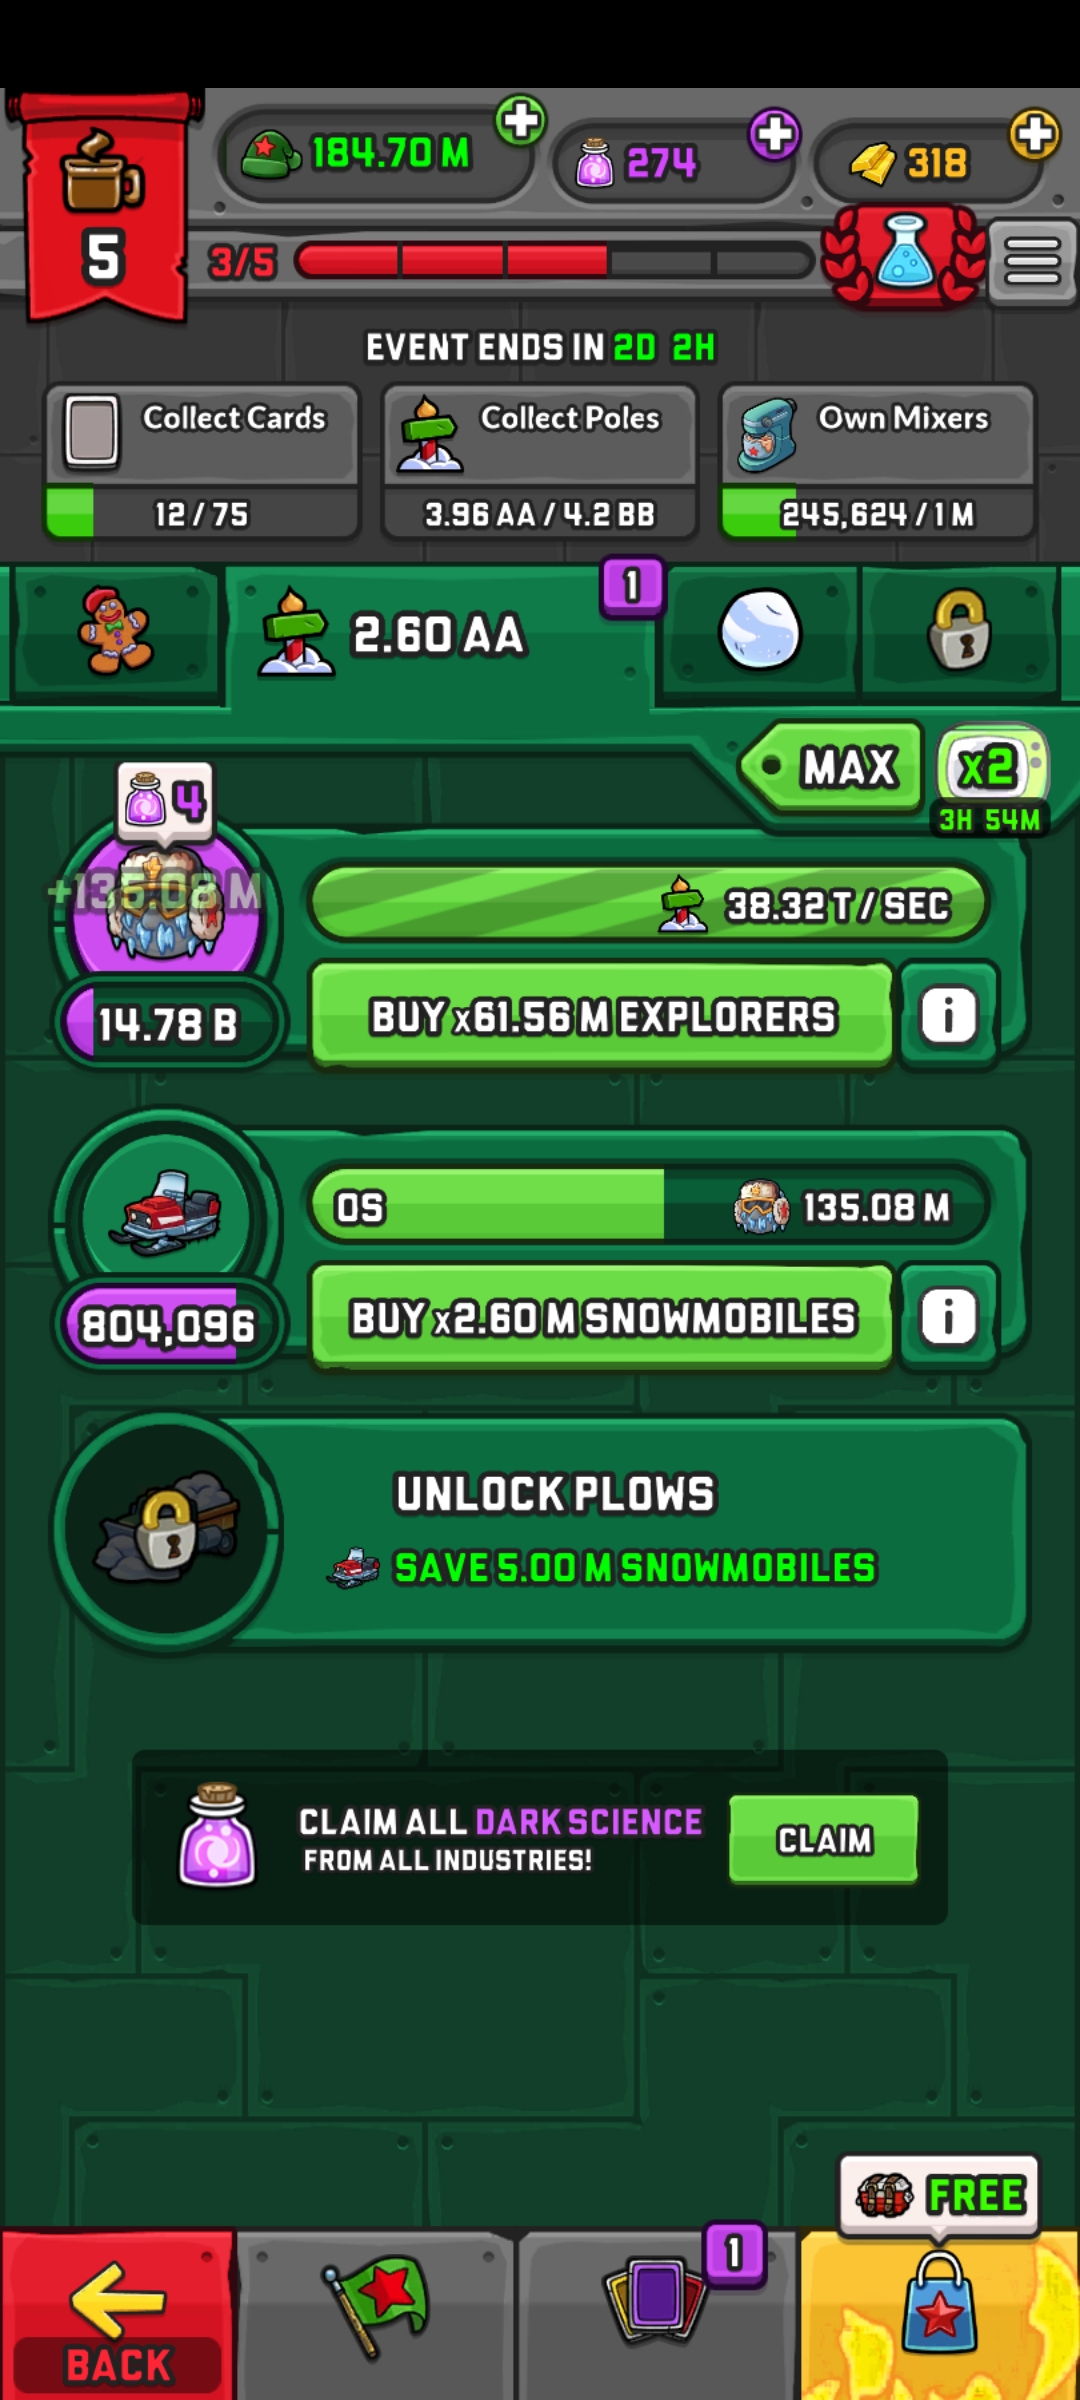 184.70 M
274
318
5
3/5
EVENT ENDS IN 2D 2H
Collect Cards
12 / 75
Collect Poles
3.96 AA / 4.2 BB
Own Mixers
245,624 / 1 M
2.60 AA
1
MAX
x2
3H 54M
4
+135.08 M
38.32 T / SEC
14.78 B
BUY x61.56 M EXPLORERS
i
0S
135.08 M
804,096
BUY x2.60 M SNOWMOBILES
i
UNLOCK PLOWS
SAVE 5.00 M SNOWMOBILES
CLAIM ALL DARK SCIENCE
FROM ALL INDUSTRIES!
CLAIM
FREE
1
BACK